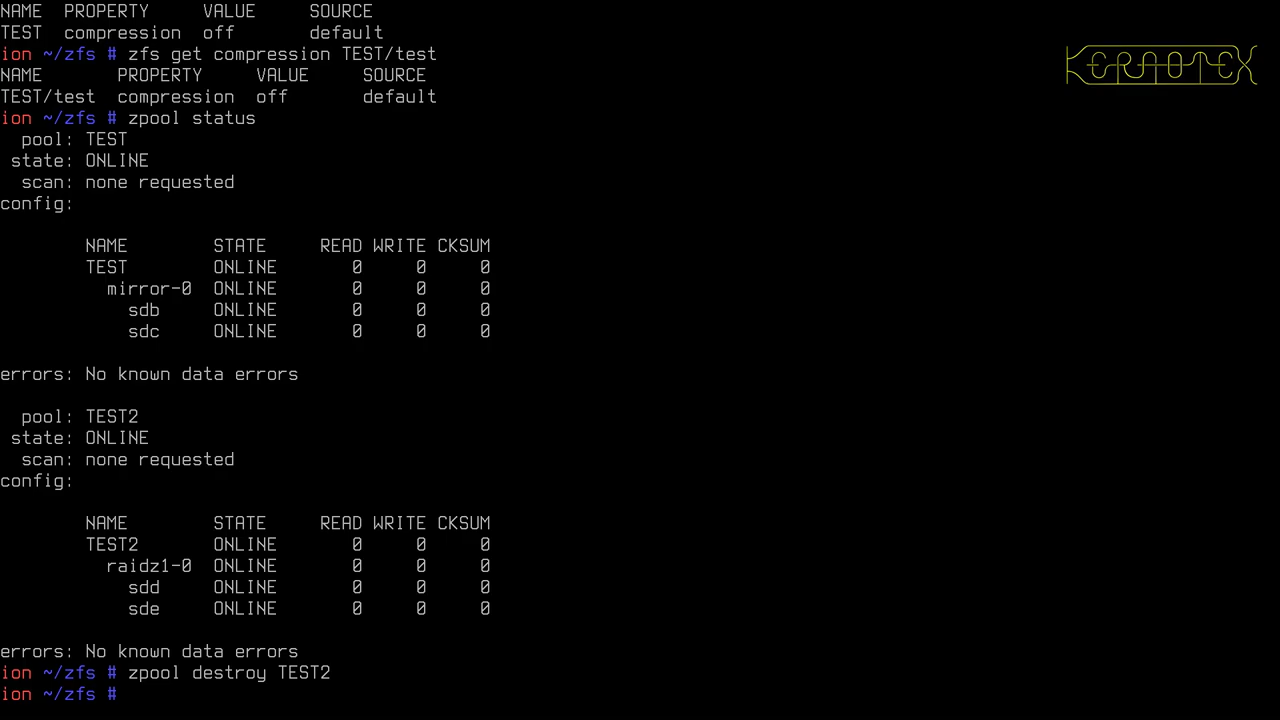 NAME  PROPERTY     VALUE     SOURCE
TEST  compression  off       default
ion ~/zfs # zfs get compression TEST/test
NAME       PROPERTY     VALUE     SOURCE
TEST/test  compression  off       default
ion ~/zfs # zpool status
  pool: TEST
 state: ONLINE
  scan: none requested
config:
        NAME        STATE     READ WRITE CKSUM
        TEST        ONLINE       0     0     0
          mirror-0  ONLINE       0     0     0
            sdb     ONLINE       0     0     0
            sdc     ONLINE       0     0     0
errors: No known data errors
  pool: TEST2
 state: ONLINE
  scan: none requested
config:
        NAME        STATE     READ WRITE CKSUM
        TEST2       ONLINE       0     0     0
          raidz1-0  ONLINE       0     0     0
            sdd     ONLINE       0     0     0
            sde     ONLINE       0     0     0
errors: No known data errors
ion ~/zfs # zpool destroy TEST2
ion ~/zfs #